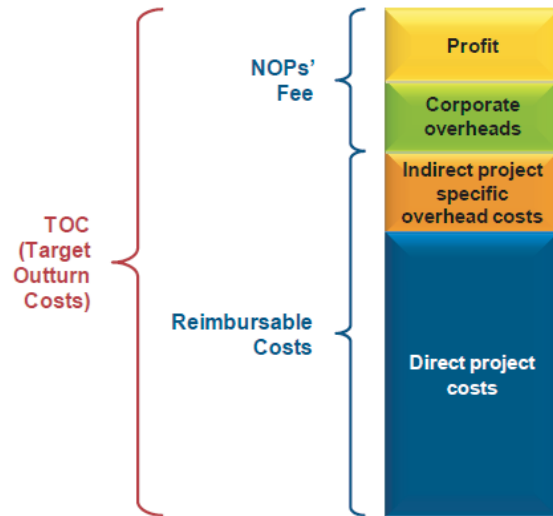 TOC
(Target
Outturn
Costs)
NOPs'
Fee
Reimbursable
Costs
Profit
Corporate
overheads
Indirect project
specific
overhead costs
Direct project
costs